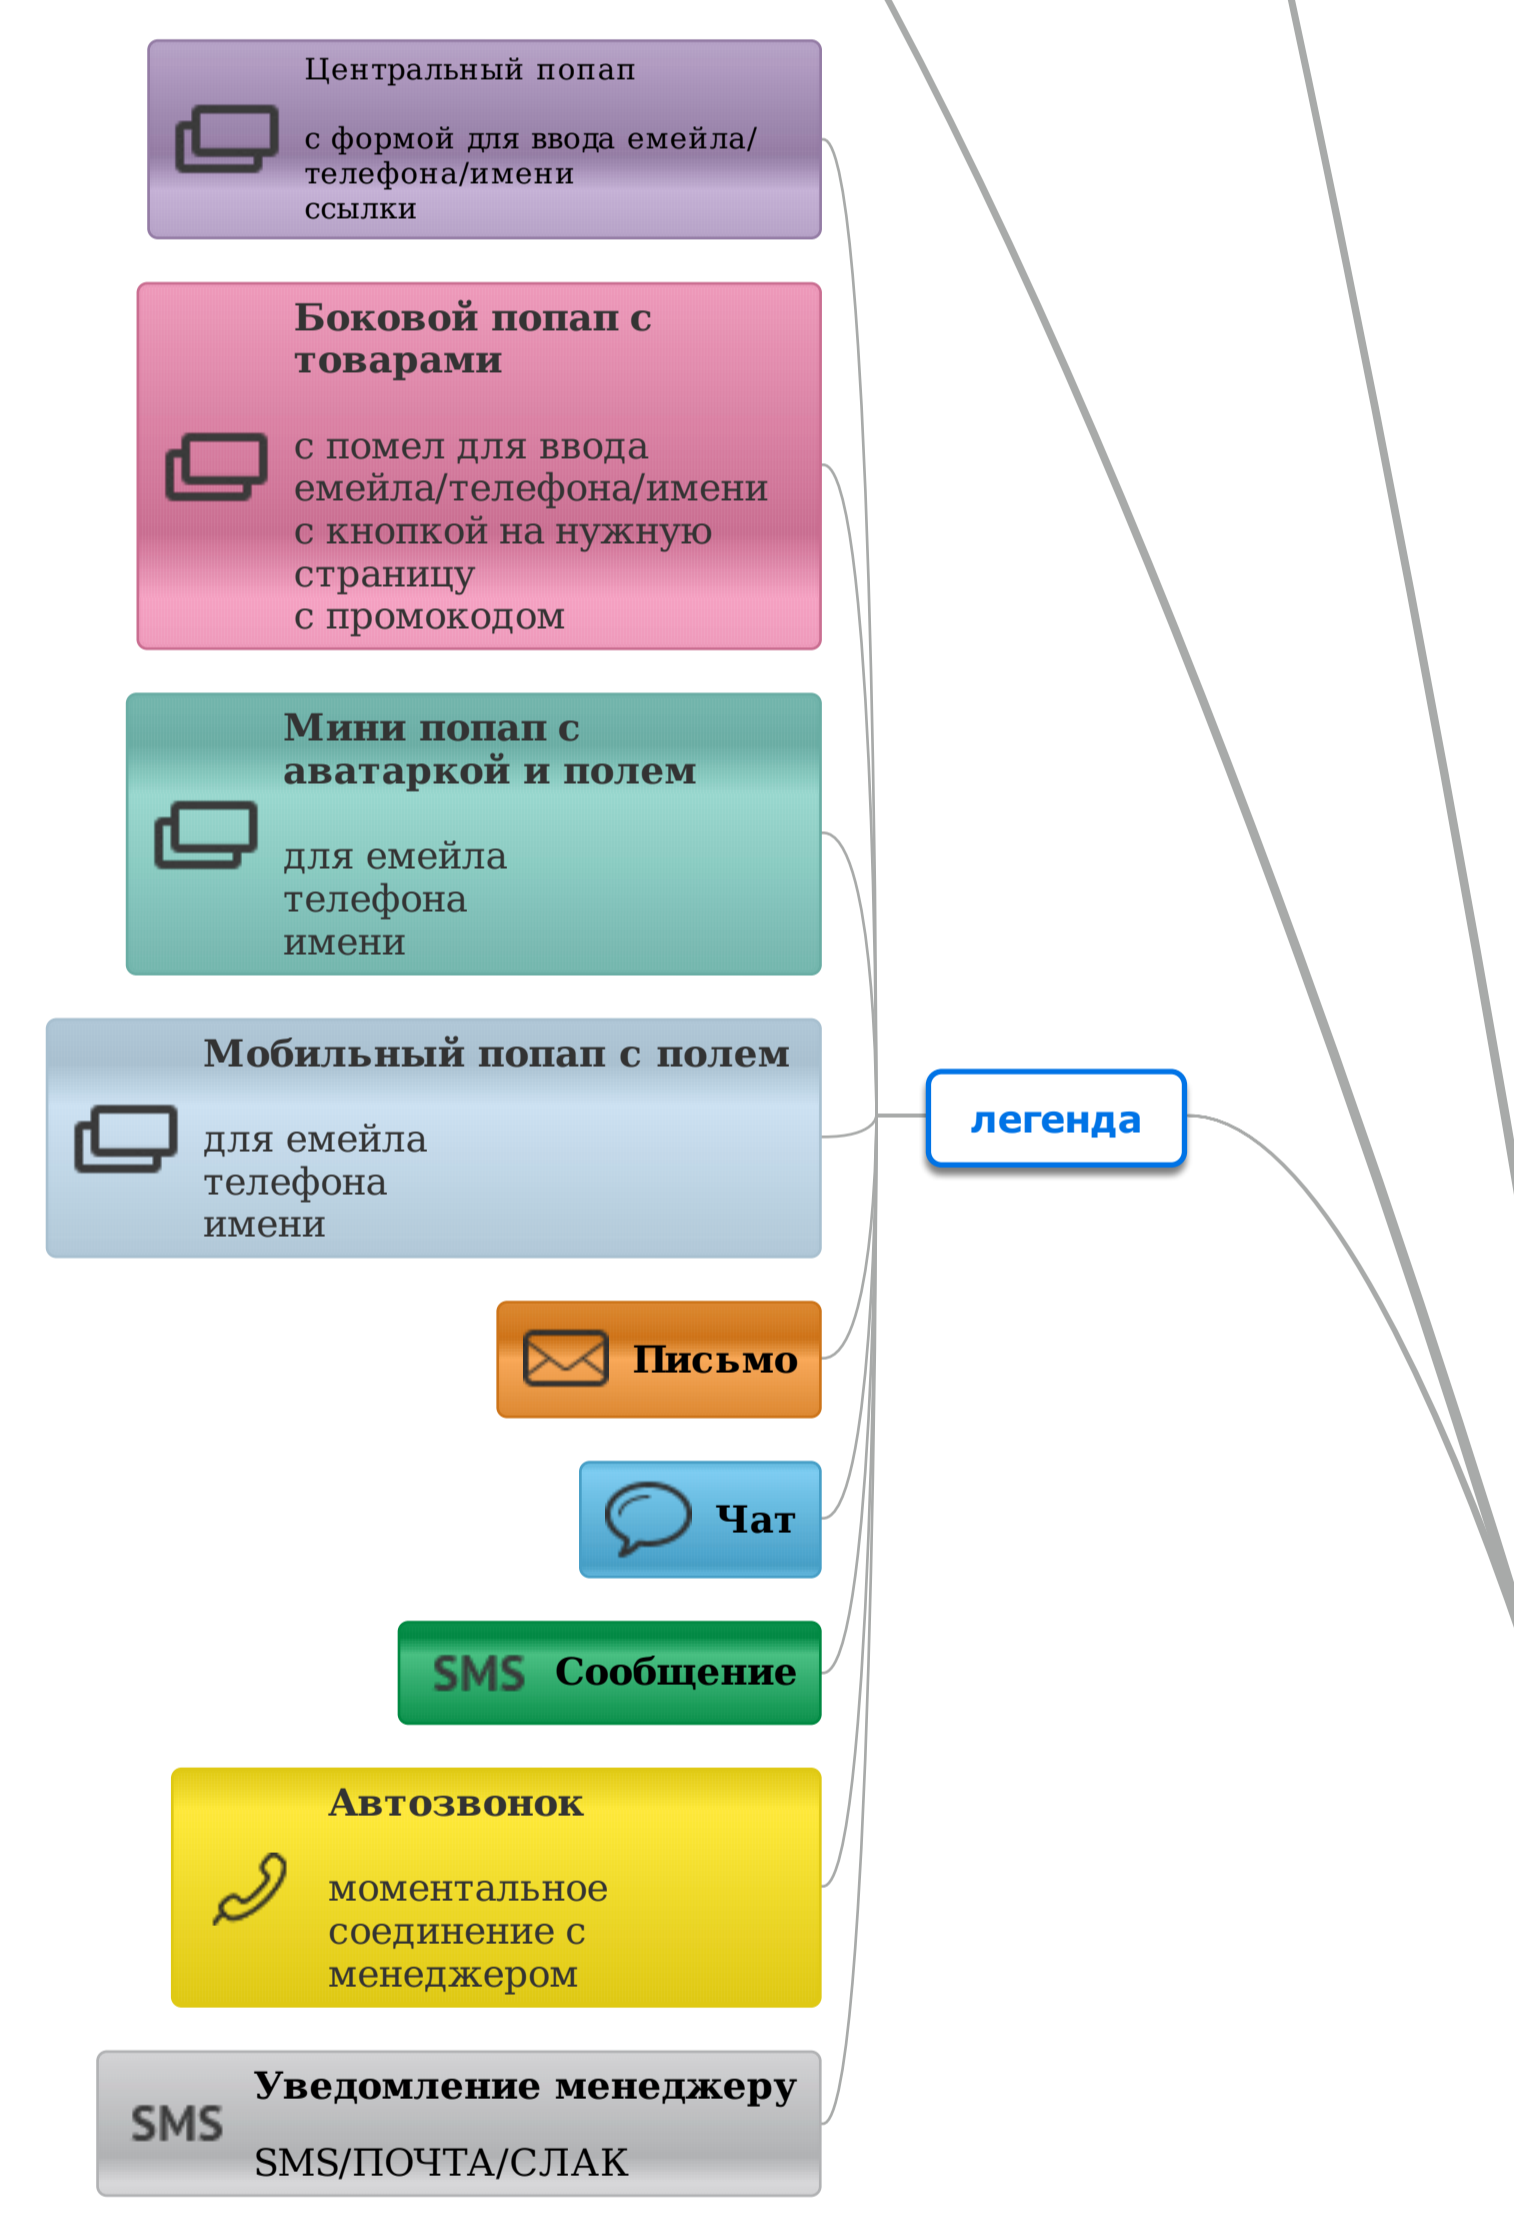 Центральный попап
с формой для ввода емейла/
телефона/имени
ссылки
Боковой попап с
товарами
с помел для ввода
емейла/телефона/имени
с кнопкой на нужную
страницу
с промокодом
Мини попап с
аватаркой и полем
для емейла
телефона
имени
Мобильный попап с полем
для емейла
телефона
имени
легенда
Письмо
Чат
SMS Сообщение
Автозвонок
моментальное
соединение с
менеджером
SMS
Уведомление менеджеру
SMS/ПОЧТА/СЛАК